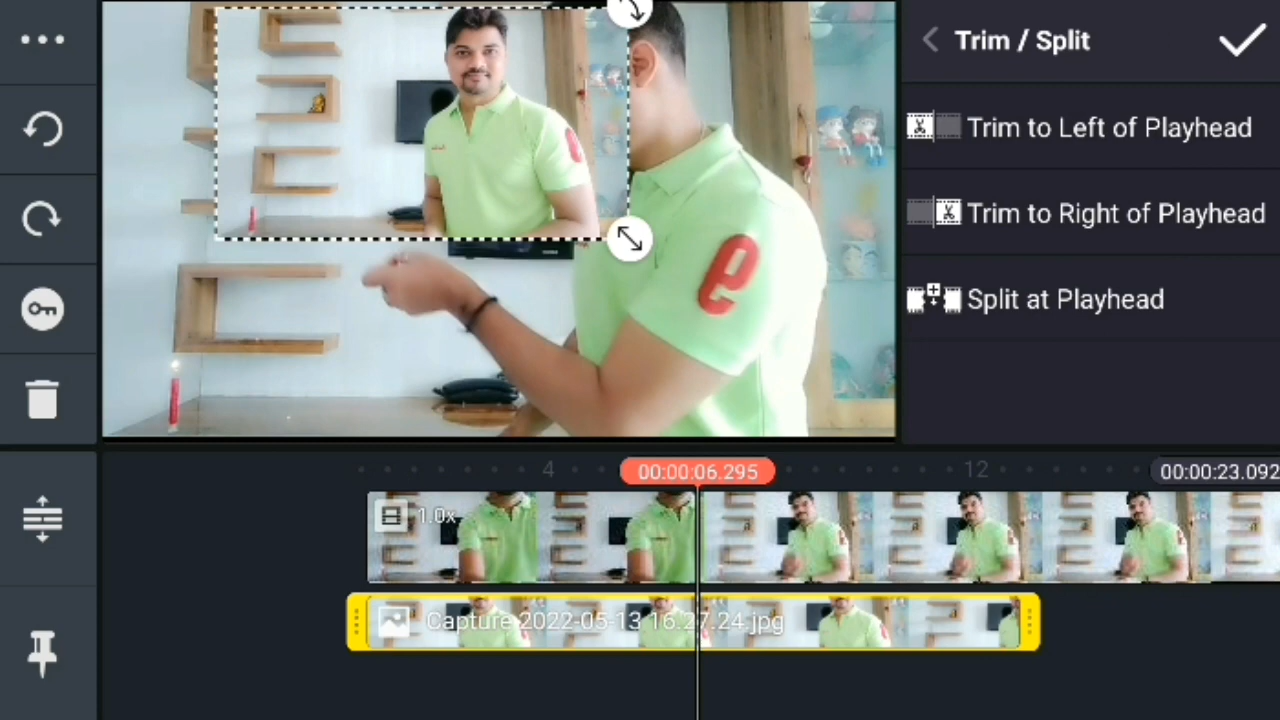 Trim / Split
Trim to Left of Playhead
Trim to Right of Playhead
Split at Playhead
e
4
00:00:06.295
12
00:00:23.092
1.0x
Capture 2022-05-13 16.27.24.jpg